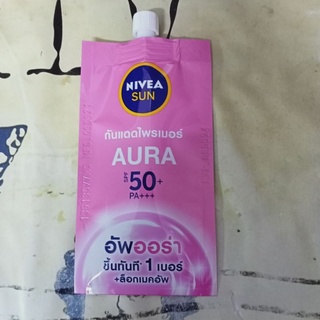 NIVEA
SUN
กันแดดไพรเมอร์
AURA
SPF 50+
PA+++
อัพออร่า
ขึ้นทันที 1 เบอร์
+ล็อกเมคอัพ